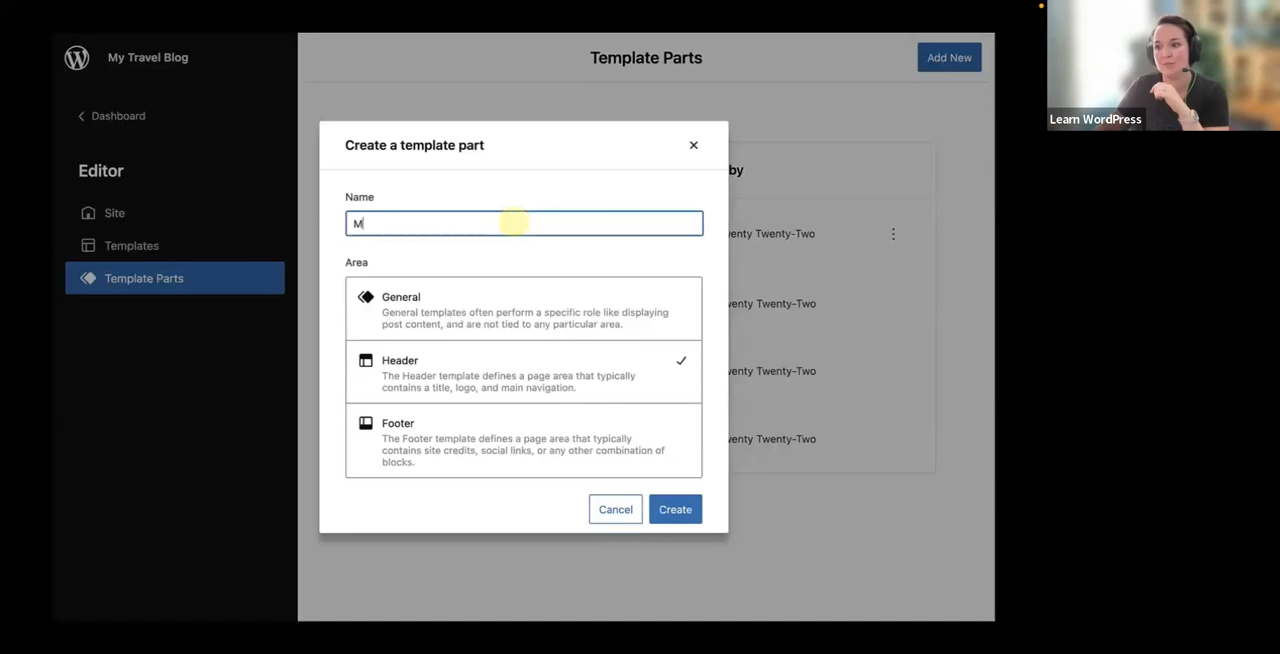 My Travel Blog
Template Parts
Add New
Learn WordPress
Dashboard
Editor
Site
Templates
Template Parts
Create a template part
Name
M
Area
General
General templates often perform a specific role like displaying
post content, and are not tied to any particular area.
Header
The Header template defines a page area that typically
contains a title, logo, and main navigation.
Footer
The Footer template defines a page area that typically
contains site credits, social links, or any other combination of
blocks.
Cancel
Create
by
enty Twenty-Two
enty Twenty-Two
enty Twenty-Two
enty Twenty-Two